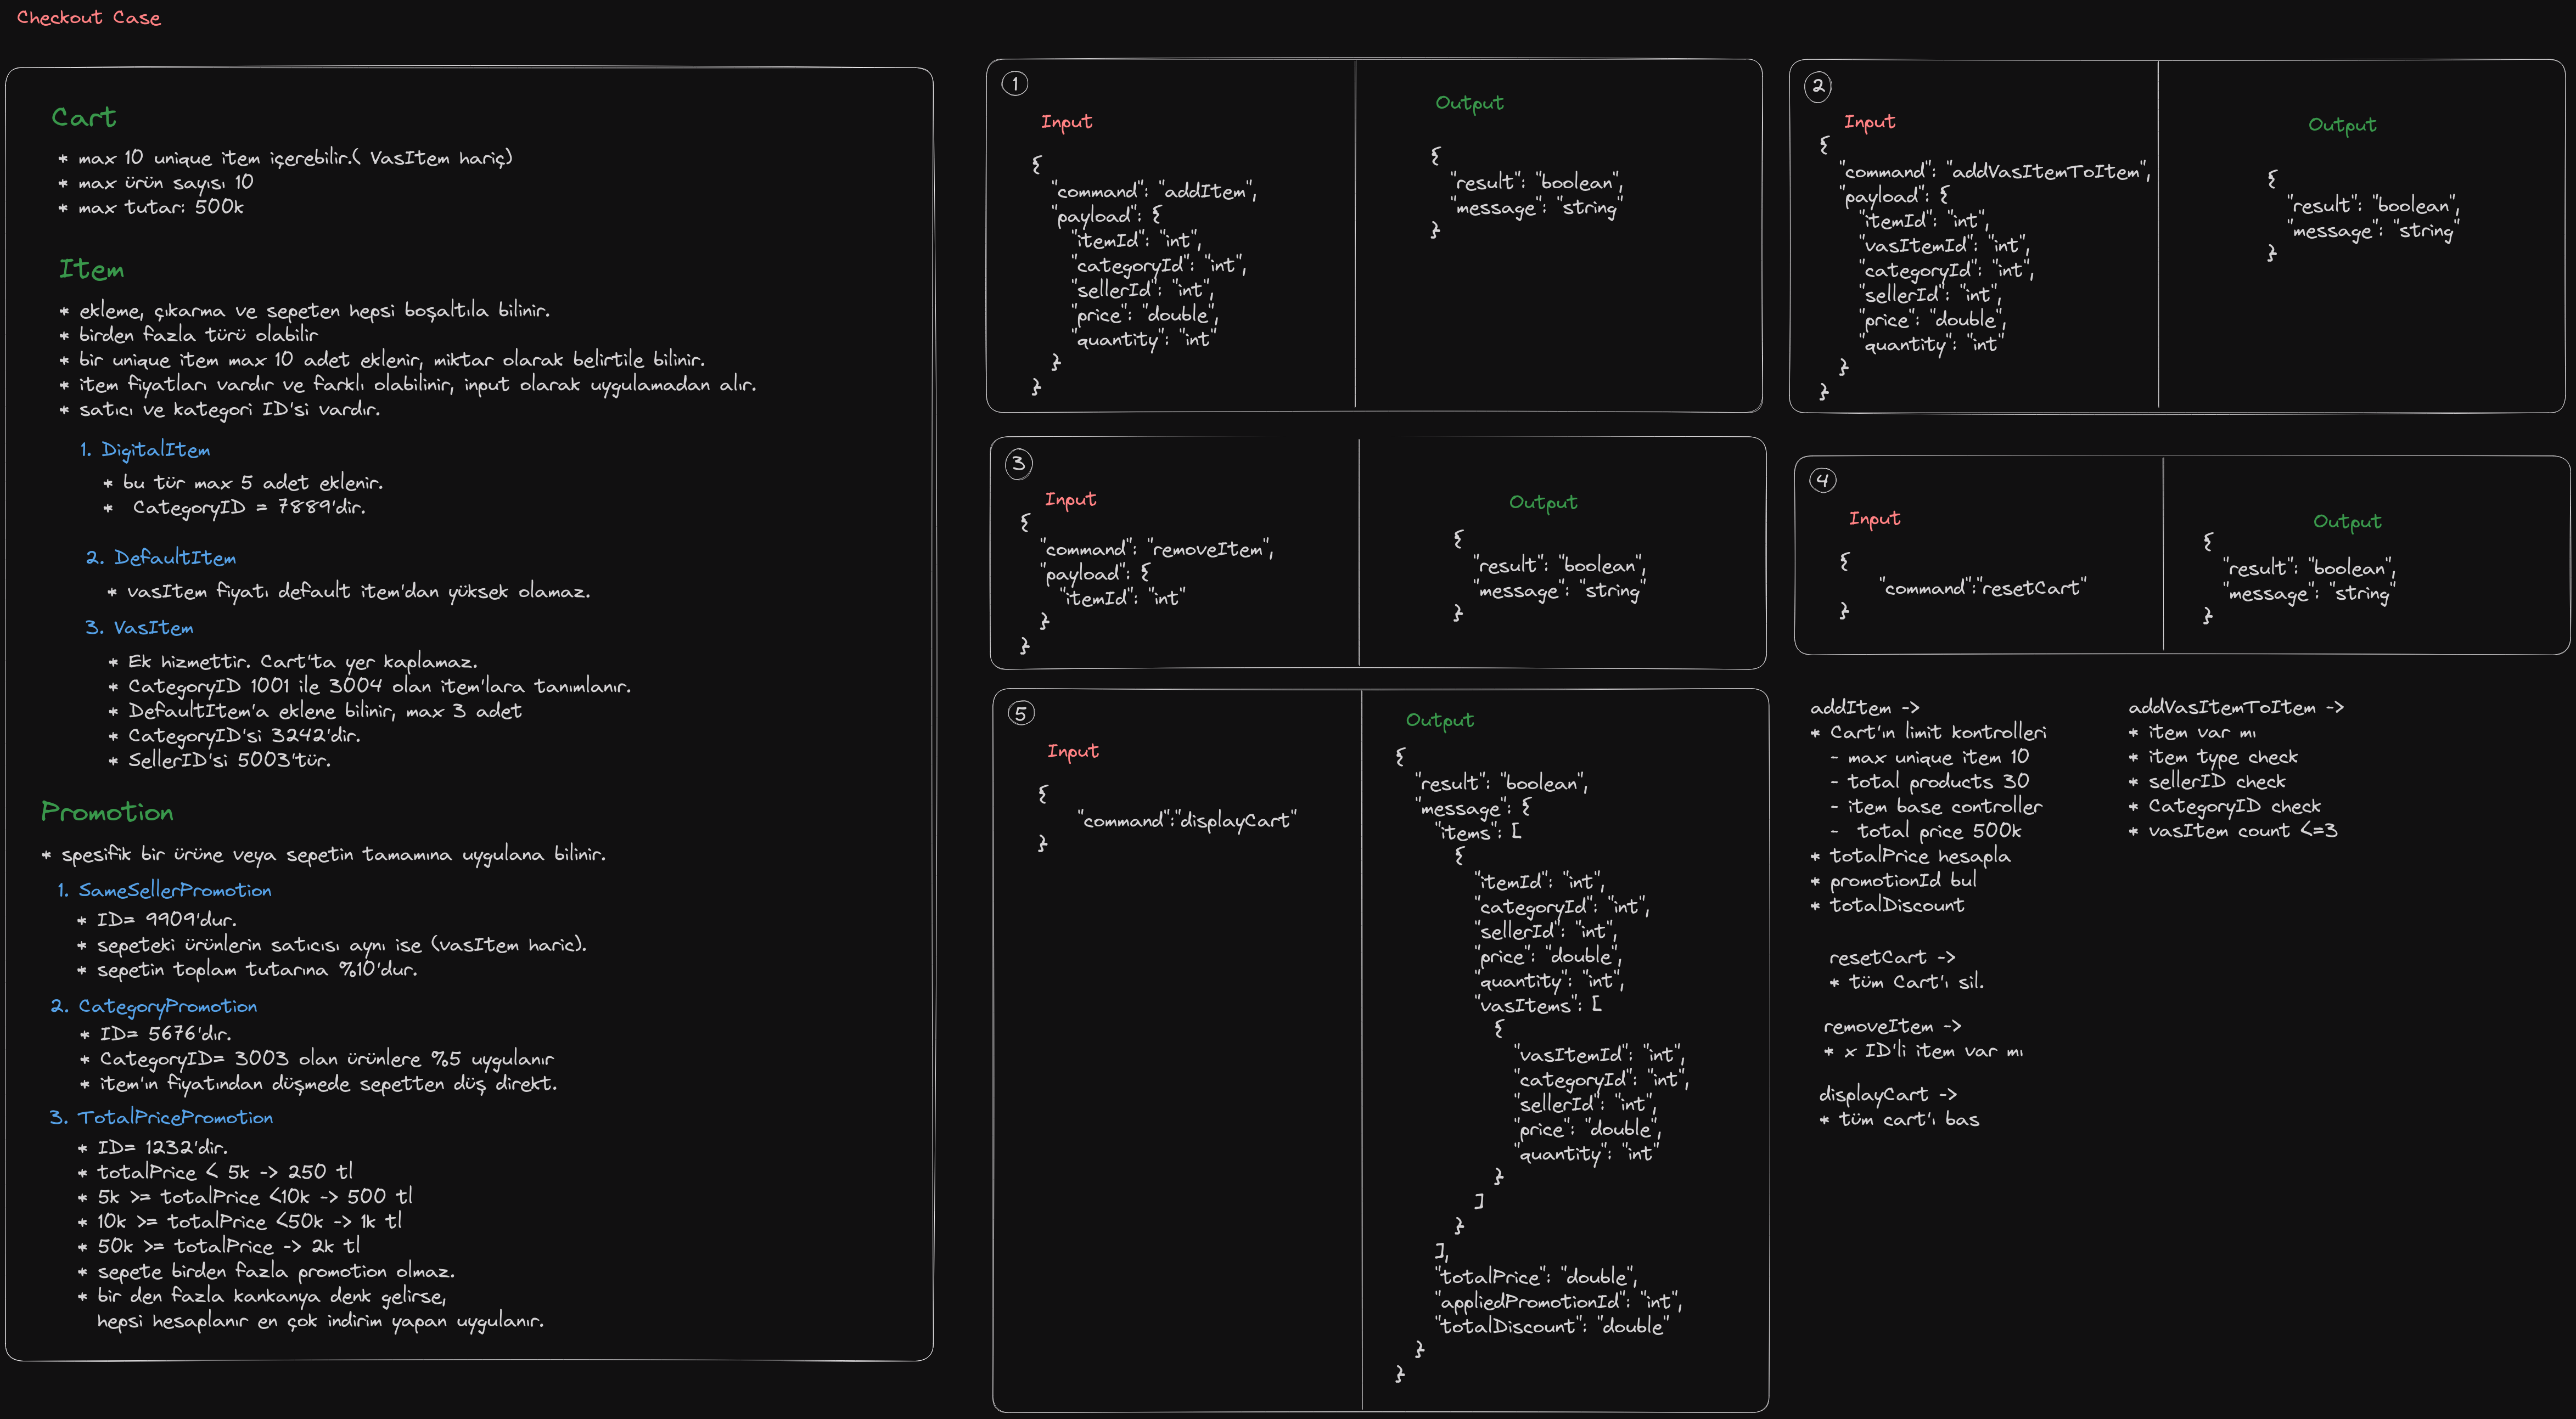 Checkout Case
Cart
* max 10 unique item içerebilir.( VasItem hariç)
* max ürün sayısı 10
* max tutar: 500k
Item
* ekleme, çıkarma ve sepeten hepsi boşaltıla bilinir.
* birden fazla türü olabilir
* bir unique item max 10 adet eklenir, miktar olarak belirtile bilinir.
* item fiyatları vardır ve farklı olabilinir, input olarak uygulamadan alır.
* satıcı ve kategori ID'si vardır.
1. DigitalItem
* bu tür max 5 adet eklenir.
* CategoryID = 7889'dir.
2. DefaultItem
* vasItem fiyatı default item'dan yüksek olamaz.
3. VasItem
* Ek hizmettir. Cart'ta yer kaplamaz.
* CategoryID 1001 ile 3004 olan item'lara tanımlanır.
* DefaultItem'a eklene bilinir, max 3 adet
* CategoryID'si 3242'dir.
* SellerID'si 5003'tür.
Promotion
* spesifik bir ürüne veya sepetin tamamına uygulana bilinir.
1. SameSellerPromotion
* ID= 9909'dur.
* sepeteki ürünlerin satıcısı aynı ise (vasItem haric).
* sepetin toplam tutarına %10'dur.
2. CategoryPromotion
* ID= 5676'dır.
* CategoryID= 3003 olan ürünlere %5 uygulanır
* item'ın fiyatından düşmede sepetten düş direkt.
3. TotalPricePromotion
* ID= 1232'dir.
* totalPrice < 5k -> 250 tl
* 5k >= totalPrice <10k -> 500 tl
* 10k >= totalPrice <50k -> 1k tl
* 50k >= totalPrice -> 2k tl
* sepete birden fazla promotion olmaz.
* bir den fazla kankanya denk gelirse,
hepsi hesaplanır en çok indirim yapan uygulanır.
1
Input
{
"command": "addItem",
"payload": {
"itemId": "int",
"categoryId": "int",
"sellerId": "int",
"price": "double",
"quantity": "int"
}
}
Output
{
"result": "boolean",
"message": "string"
}
2
Input
{
"command": "addVasItemToItem",
"payload": {
"itemId": "int",
"vasItemId": "int",
"categoryId": "int",
"sellerId": "int",
"price": "double",
"quantity": "int"
}
}
Output
{
"result": "boolean",
"message": "string"
}
3
Input
{
"command": "removeItem",
"payload": {
"itemId": "int"
}
}
Output
{
"result": "boolean",
"message": "string"
}
4
Input
{
"command":"resetCart"
}
Output
{
"result": "boolean",
"message": "string"
}
5
Input
{
"command":"displayCart"
}
Output
{
"result": "boolean",
"message": {
"items": [
{
"itemId": "int",
"categoryId": "int",
"sellerId": "int",
"price": "double",
"quantity": "int",
"vasItems": [
{
"vasItemId": "int",
"categoryId": "int",
"sellerId": "int",
"price": "double",
"quantity": "int"
}
]
}
],
"totalPrice": "double",
"appliedPromotionId": "int",
"totalDiscount": "double"
}
}
addItem ->
* Cart'ın limit kontrolleri
- max unique item 10
- total products 30
- item base controller
- total price 500k
* totalPrice hesapla
* promotionId bul
* totalDiscount
resetCart ->
* tüm Cart'ı sil.
removeItem ->
* x ID'li item var mı
displayCart ->
* tüm cart'ı bas
addVasItemToItem ->
* item var mı
* item type check
* sellerID check
* CategoryID check
* vasItem count <=3